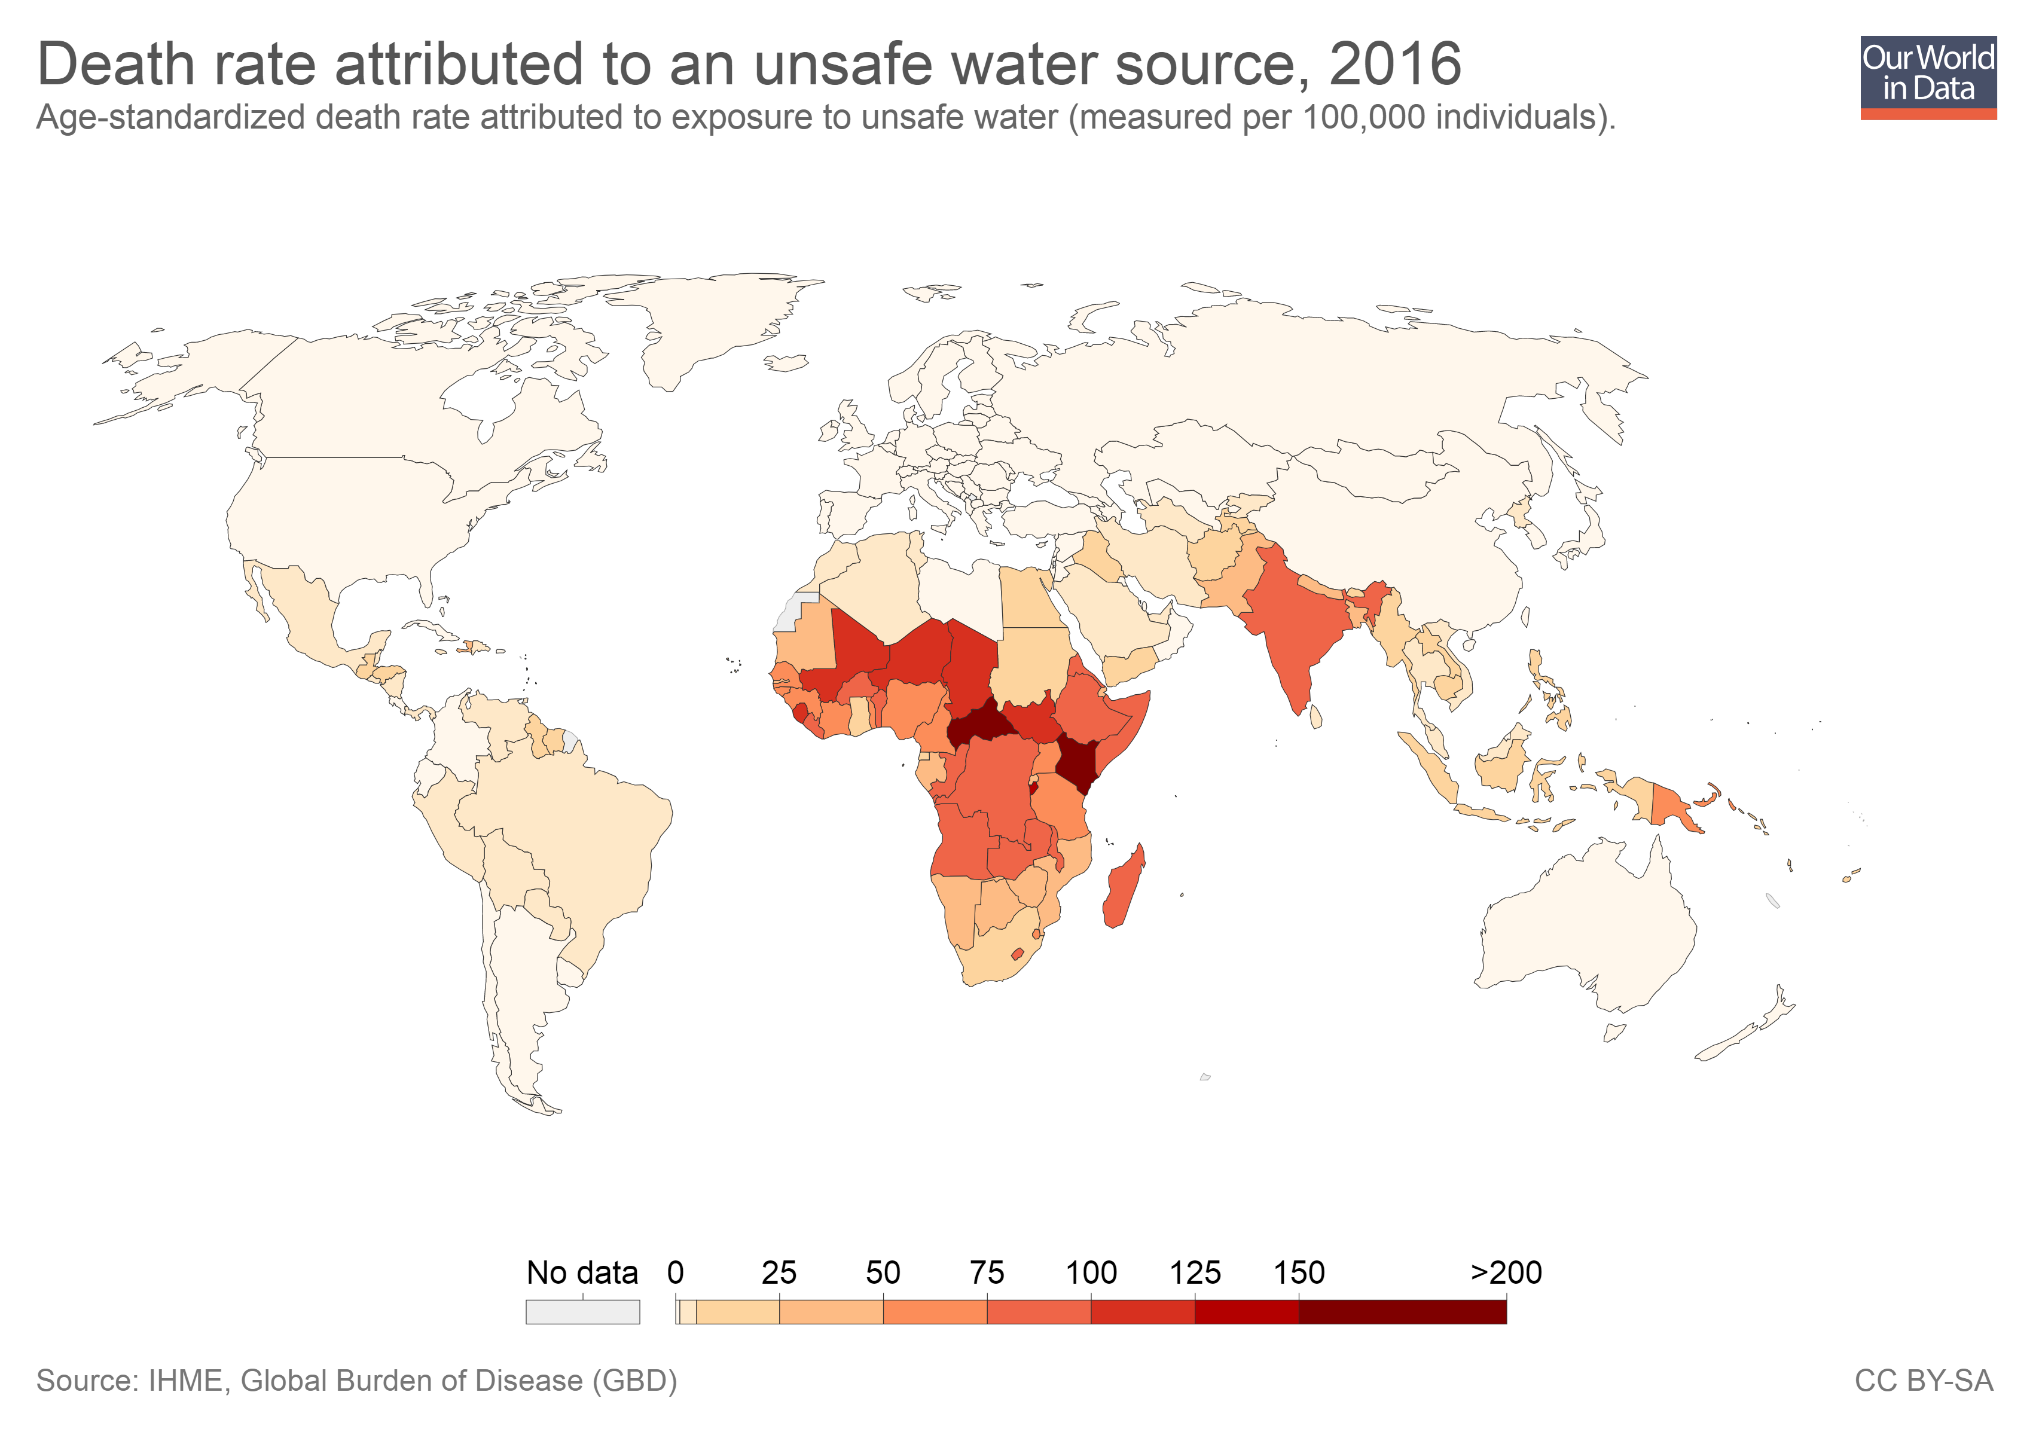 Death rate attributed to an unsafe water source, 2016
Age-standardized death rate attributed to exposure to unsafe water (measured per 100,000 individuals).
Our World
in Data
No data 0 25 50 75 100 125 150 >200
Source: IHME, Global Burden of Disease (GBD)
CC BY-SA